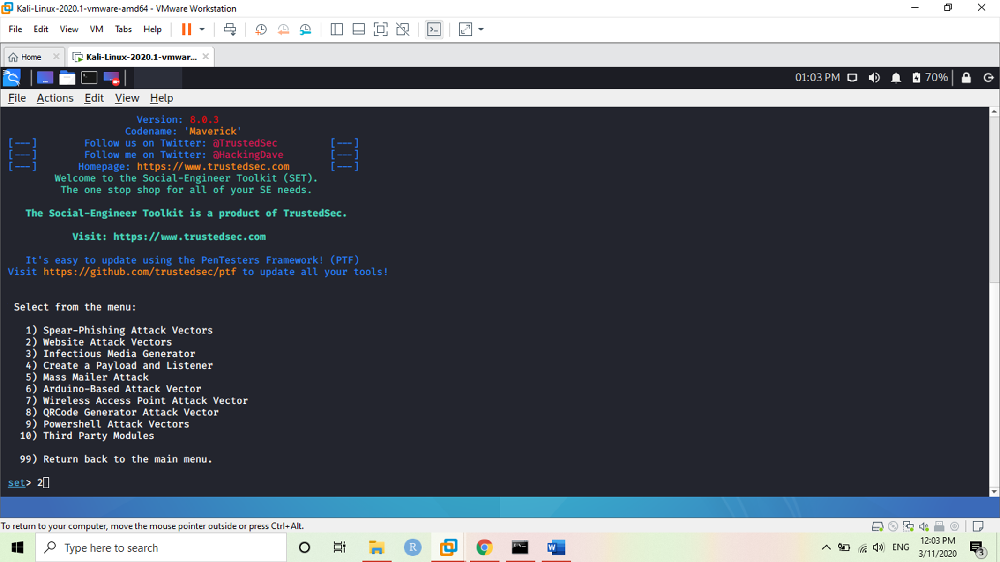 Kali-Linux-2020.1-vmware-amd64 - VMware Workstation
File Edit View VM Tabs Help
Home
Kali-Linux-2020.1-vmwar...
01:03 PM 70%
File Actions Edit View Help
Version: 8.0.3
Codename: 'Maverick'
[---] Follow us on Twitter: @TrustedSec [---]
[---] Follow me on Twitter: @HackingDave [---]
[---] Homepage: https://www.trustedsec.com [---]
Welcome to the Social-Engineer Toolkit (SET).
The one stop shop for all of your SE needs.
The Social-Engineer Toolkit is a product of TrustedSec.
Visit: https://www.trustedsec.com
It's easy to update using the PenTesters Framework! (PTF)
Visit https://github.com/trustedsec/ptf to update all your tools!
Select from the menu:
1) Spear-Phishing Attack Vectors
2) Website Attack Vectors
3) Infectious Media Generator
4) Create a Payload and Listener
5) Mass Mailer Attack
6) Arduino-Based Attack Vector
7) Wireless Access Point Attack Vector
8) QRCode Generator Attack Vector
9) Powershell Attack Vectors
10) Third Party Modules
99) Return back to the main menu.
set> 2
To return to your computer, move the mouse pointer outside or press Ctrl+Alt.
Type here to search
R
C:\_
W
ENG
12:03 PM
3/11/2020
3